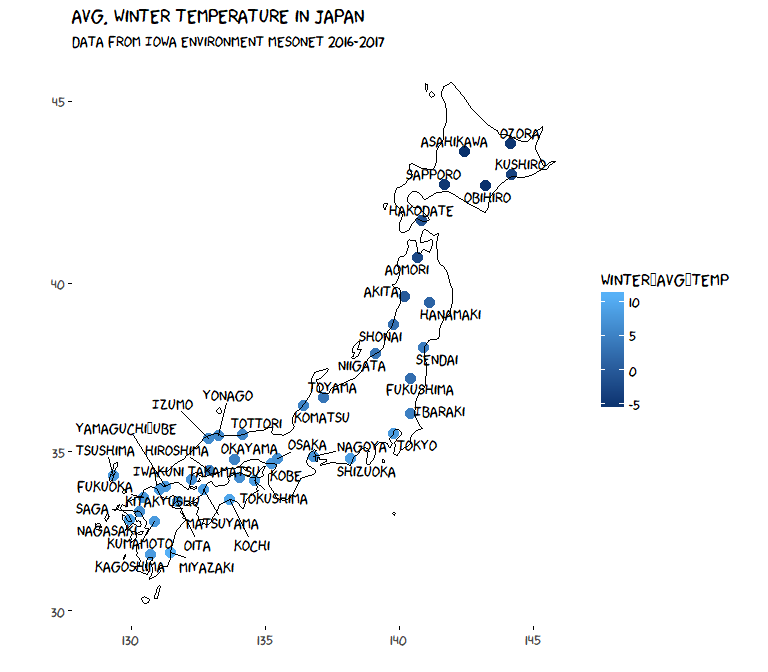 AVG. WINTER TEMPERATURE IN JAPAN
DATA FROM IOWA ENVIRONMENT MESONET 2016-2017
45
OZORA
ASAHIKAWA
KUSHIRO
SAPPORO
OBIHIRO
HAKODATE
AOMORI
WINTER▯AVG▯TEMP
40
AKITA
10
HANAMAKI
SHONAI
5
SENDAI
NIIGATA
0
TOYAMA
FUKUSHIMA
YONAGO
-5
IZUMO
IBARAKI
KOMATSU
TOTTORI
YAMAGUCHI▯UBE
OSAKA
NAGOYA
TOKYO
35
TSUSHIMA
HIROSHIMA
OKAYAMA
IWAKUNI
TAKAMATSU
KOBE
SHIZUOKA
FUKUOKA
KITAKYUSHU
TOKUSHIMA
SAGA
MATSUYAMA
NAGASAKI
KUMAMOTO
OITA
KOCHI
KAGOSHIMA
MIYAZAKI
30
130
135
140
145